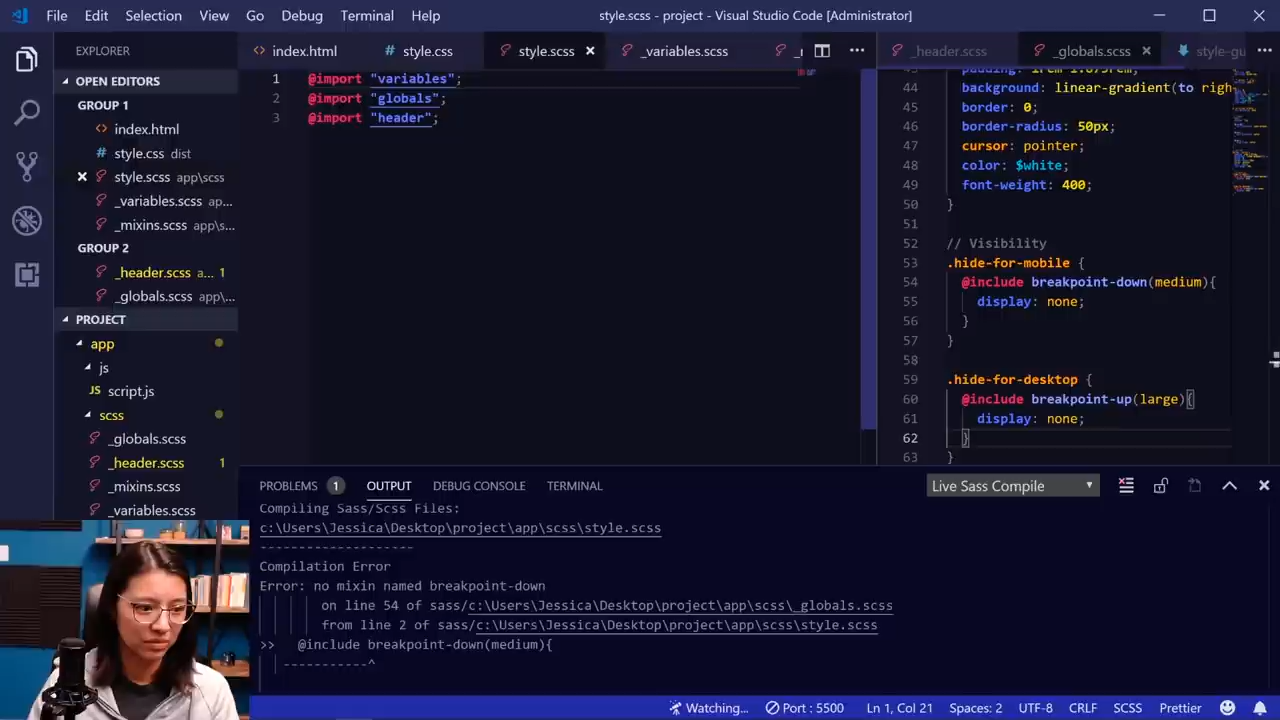 File Edit Selection View Go Debug Terminal Help
style.scss - project - Visual Studio Code [Administrator]
EXPLORER
OPEN EDITORS
GROUP 1
index.html
style.css dist
style.scss app\scss
_variables.scss ap...
_mixins.scss app\s...
GROUP 2
_header.scss a... 1
_globals.scss app\...
PROJECT
app
js
JS script.js
scss
_globals.scss
_header.scss 1
_mixins.scss
_variables.scss
<> index.html
# style.css
style.scss
_variables.scss
1 @import "variables";
2 @import "globals";
3 @import "header";
_header.scss
_globals.scss
style-gu
44 background: linear-gradient(to righ
45 border: 0;
46 border-radius: 50px;
47 cursor: pointer;
48 color: $white;
49 font-weight: 400;
50 }
51
52 // Visibility
53 .hide-for-mobile {
54 @include breakpoint-down(medium){
55 display: none;
56 }
57 }
58
59 .hide-for-desktop {
60 @include breakpoint-up(large){
61 display: none;
62 }
63 }
PROBLEMS 1 OUTPUT DEBUG CONSOLE TERMINAL
Live Sass Compile
Compiling Sass/Scss Files:
c:\Users\Jessica\Desktop\project\app\scss\style.scss
--------------------
Compilation Error
Error: no mixin named breakpoint-down
on line 54 of sass/c:\Users\Jessica\Desktop\project\app\scss\_globals.scss
from line 2 of sass/c:\Users\Jessica\Desktop\project\app\scss\style.scss
>> @include breakpoint-down(medium){
-----------^
Watching... Port : 5500 Ln 1, Col 21 Spaces: 2 UTF-8 CRLF SCSS Prettier